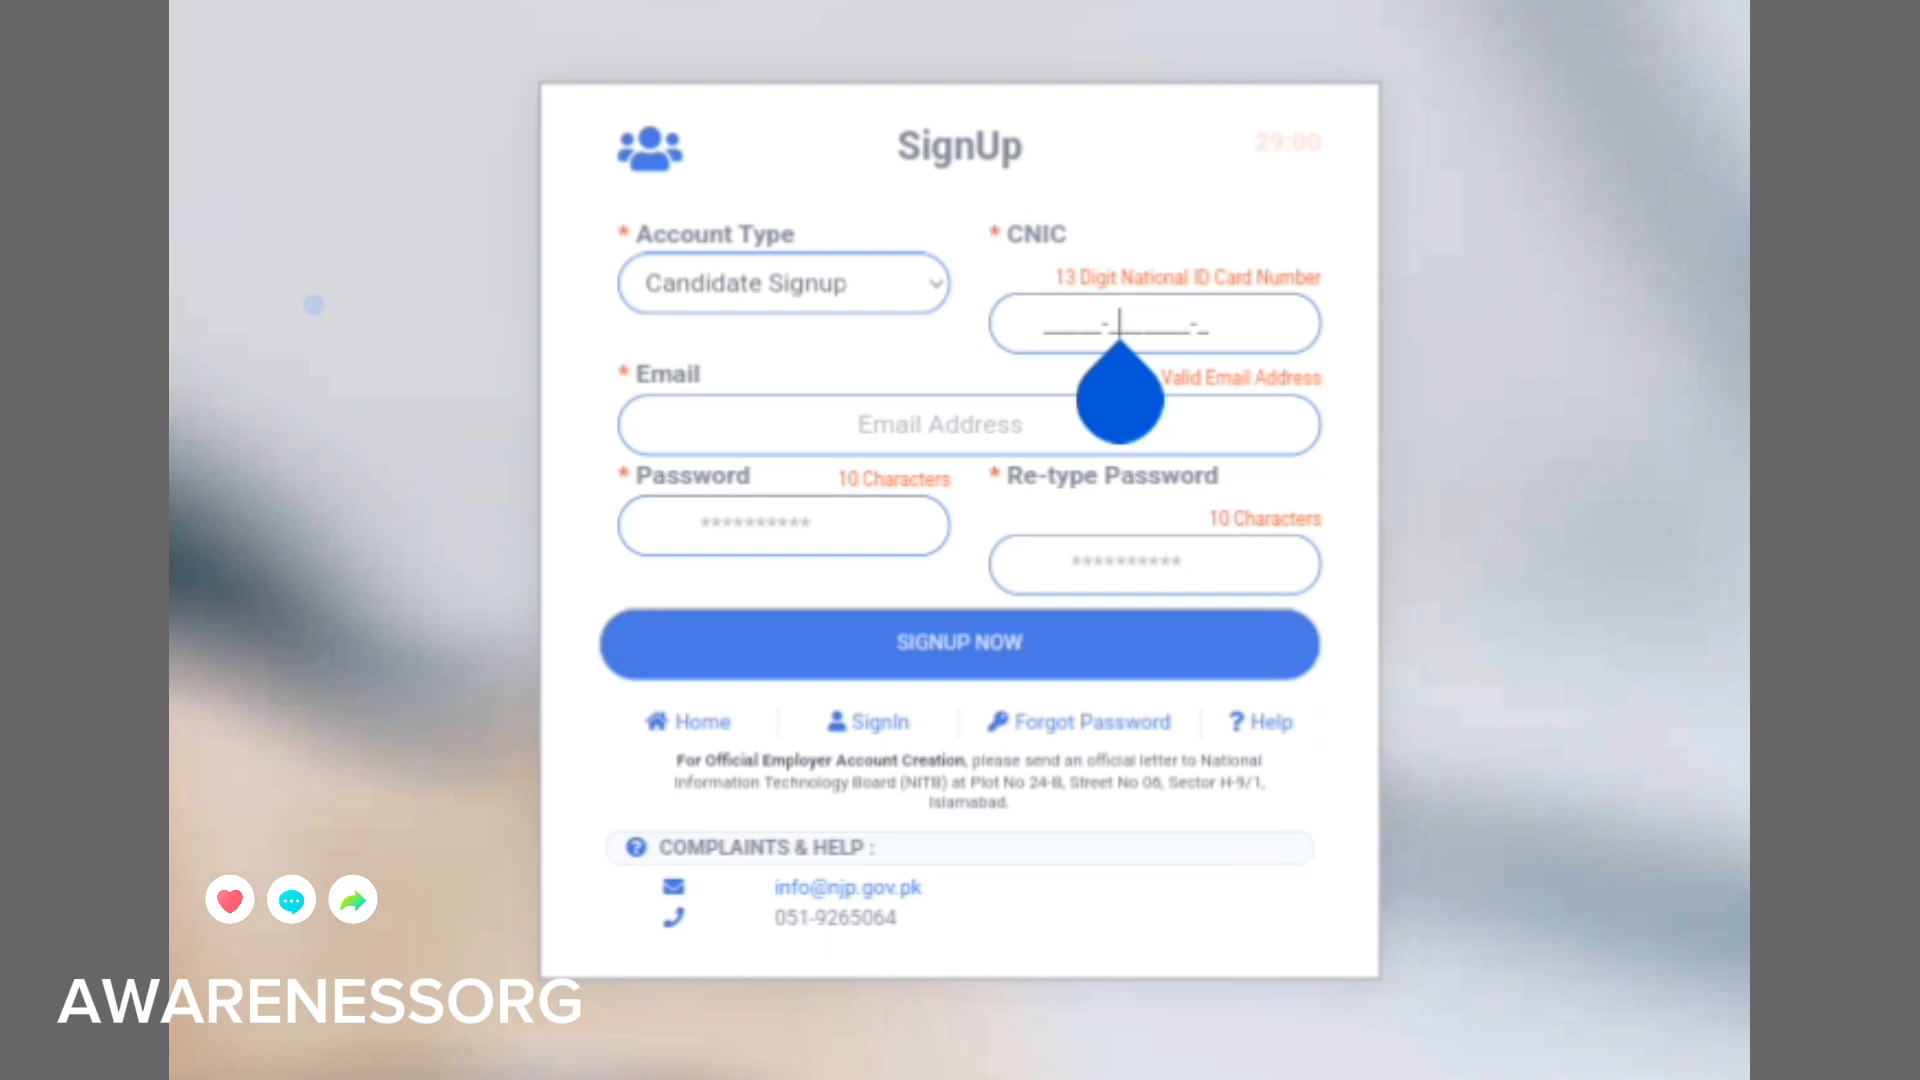 SignUp
29:00
* Account Type
Candidate Signup
* CNIC
13 Digit National ID Card Number
_____-_______-_
* Email
Valid Email Address
Email Address
* Password
10 Characters
**********
* Re-type Password
10 Characters
**********
SIGNUP NOW
Home
SignIn
Forgot Password
? Help
For Official Employer Account Creation, please send an official letter to National
Information Technology Board (NITB) at Plot No 24-B, Street No 06, Sector H-9/1,
Islamabad.
? COMPLAINTS & HELP :
info@njp.gov.pk
051-9265064
AWARENESSORG